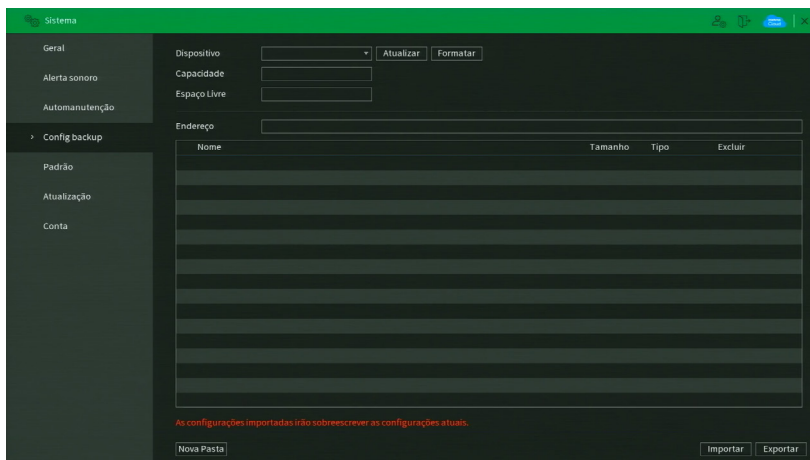 Sistema
Geral
Alerta sonoro
Automanutenção
Config backup
Padrão
Atualização
Conta
Dispositivo
Atualizar
Formatar
Capacidade
Espaço Livre
Endereço
Nome Tamanho Tipo Excluir
As configurações importadas irão sobreescrever as configurações atuais.
Nova Pasta
Importar
Exportar